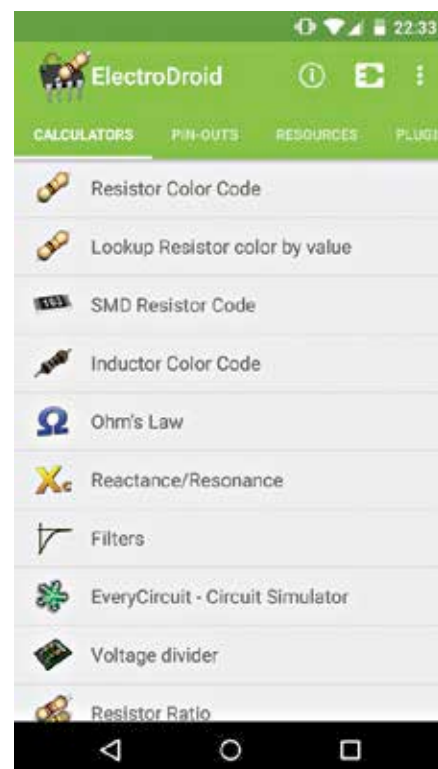 22:33
ElectroDroid
CALCULATORS PIN-OUTS RESOURCES PLUGI
Resistor Color Code
Lookup Resistor color by value
SMD Resistor Code
Inductor Color Code
Ohm's Law
Reactance/Resonance
Filters
EveryCircuit - Circuit Simulator
Voltage divider
Resistor Ratio